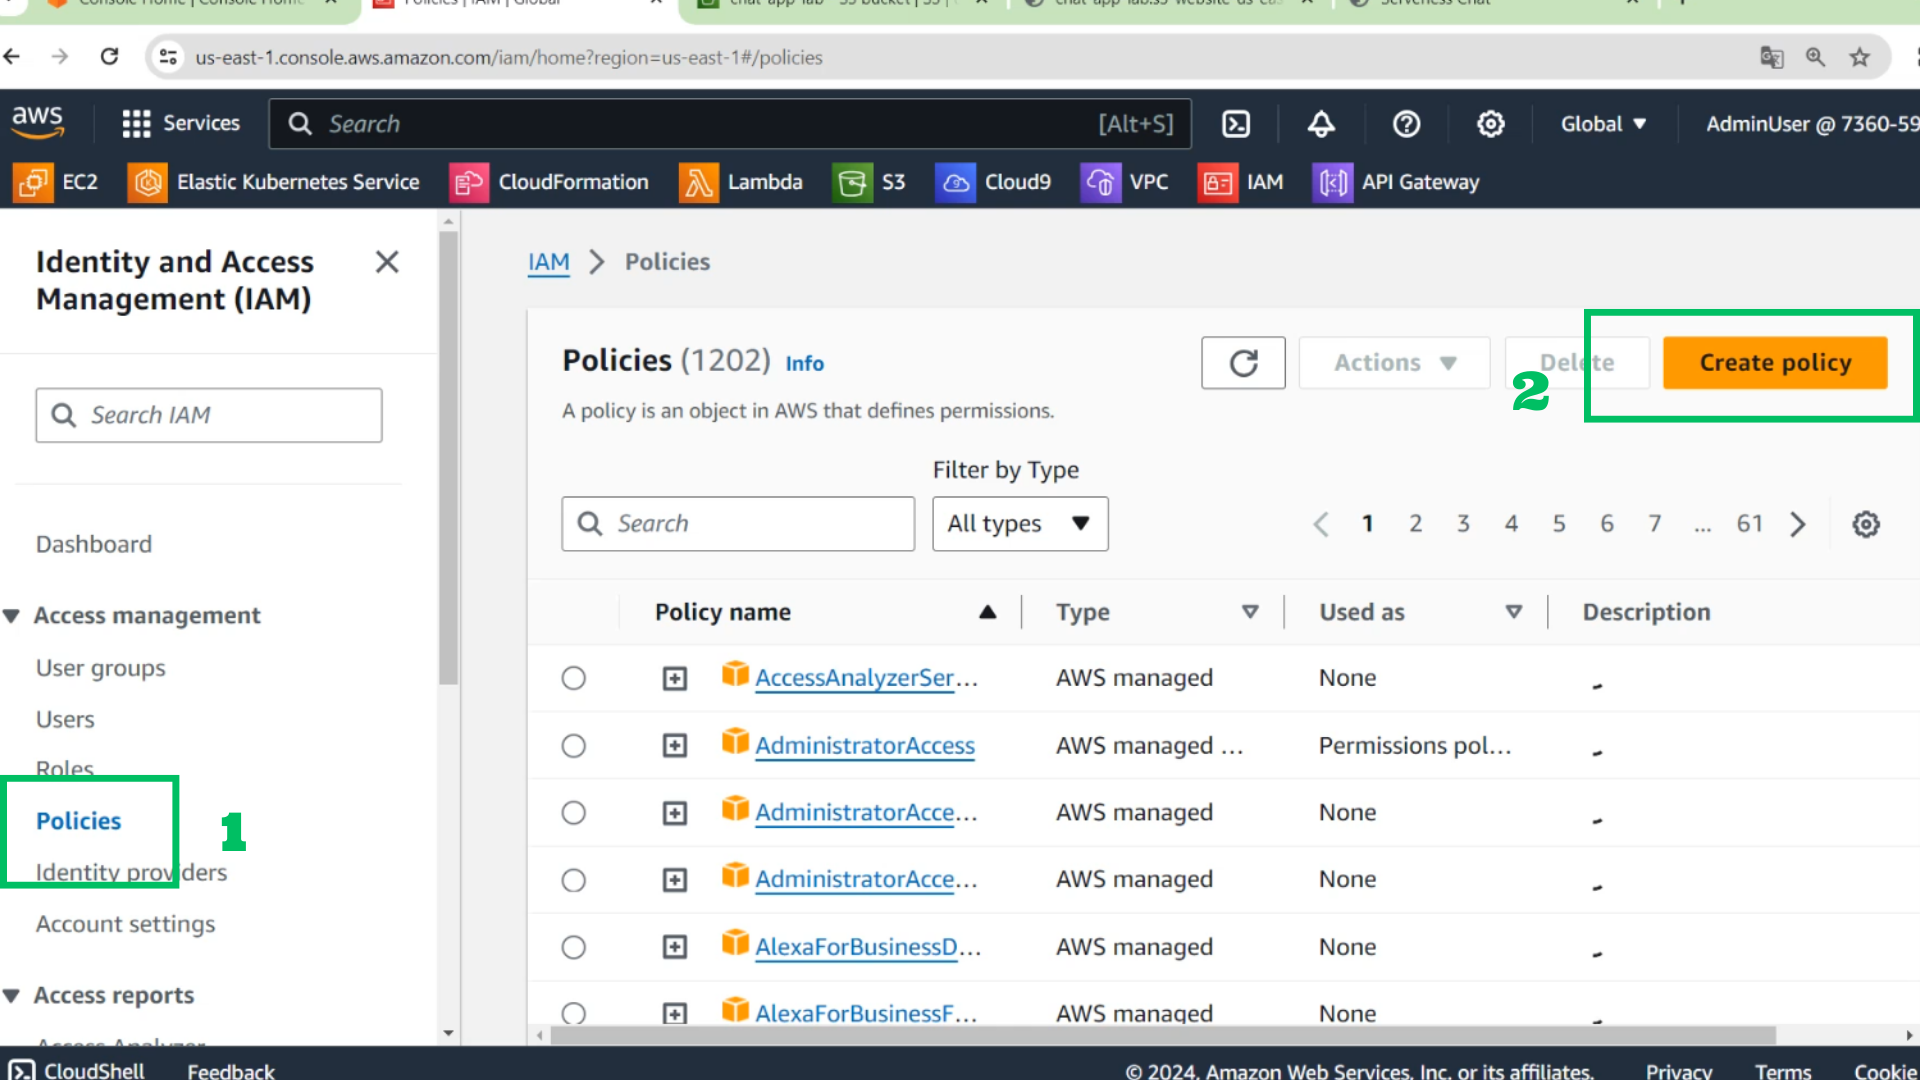 Console Home | Console Home
Policies | IAM | Global
chat-app-lab - S3 bucket | S3 |
chat-app-lab.s3-website-us-eas
Serverless Chat
us-east-1.console.aws.amazon.com/iam/home?region=us-east-1#/policies
aws
Services
Search
[Alt+S]
Global
AdminUser @ 7360-59
EC2
Elastic Kubernetes Service
CloudFormation
Lambda
S3
Cloud9
VPC
IAM
API Gateway
Identity and Access
Management (IAM)
Search IAM
Dashboard
Access management
User groups
Users
Roles
Policies
1
Identity providers
Account settings
Access reports
Access Analyzer
IAM > Policies
Policies (1202) Info
A policy is an object in AWS that defines permissions.
Actions
Delete
2
Create policy
Filter by Type
Search
All types
1 2 3 4 5 6 7 ... 61
Policy name Type Used as Description
AccessAnalyzerSer... AWS managed None -
AdministratorAccess AWS managed ... Permissions pol... -
AdministratorAcce... AWS managed None -
AdministratorAcce... AWS managed None -
AlexaForBusinessD... AWS managed None -
AlexaForBusinessF... AWS managed None -
CloudShell Feedback © 2024, Amazon Web Services, Inc. or its affiliates. Privacy Terms Cookie